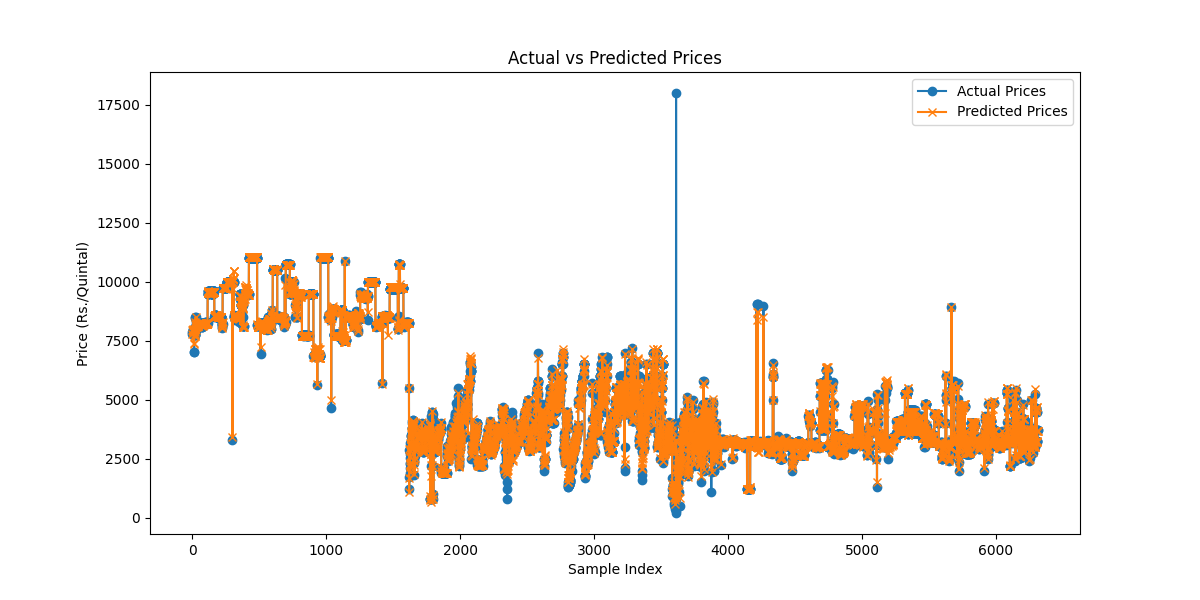 Actual vs Predicted Prices
Actual Prices
Predicted Prices
Price (Rs./Quintal)
17500
15000
12500
10000
7500
5000
2500
0
0 1000 2000 3000 4000 5000 6000
Sample Index